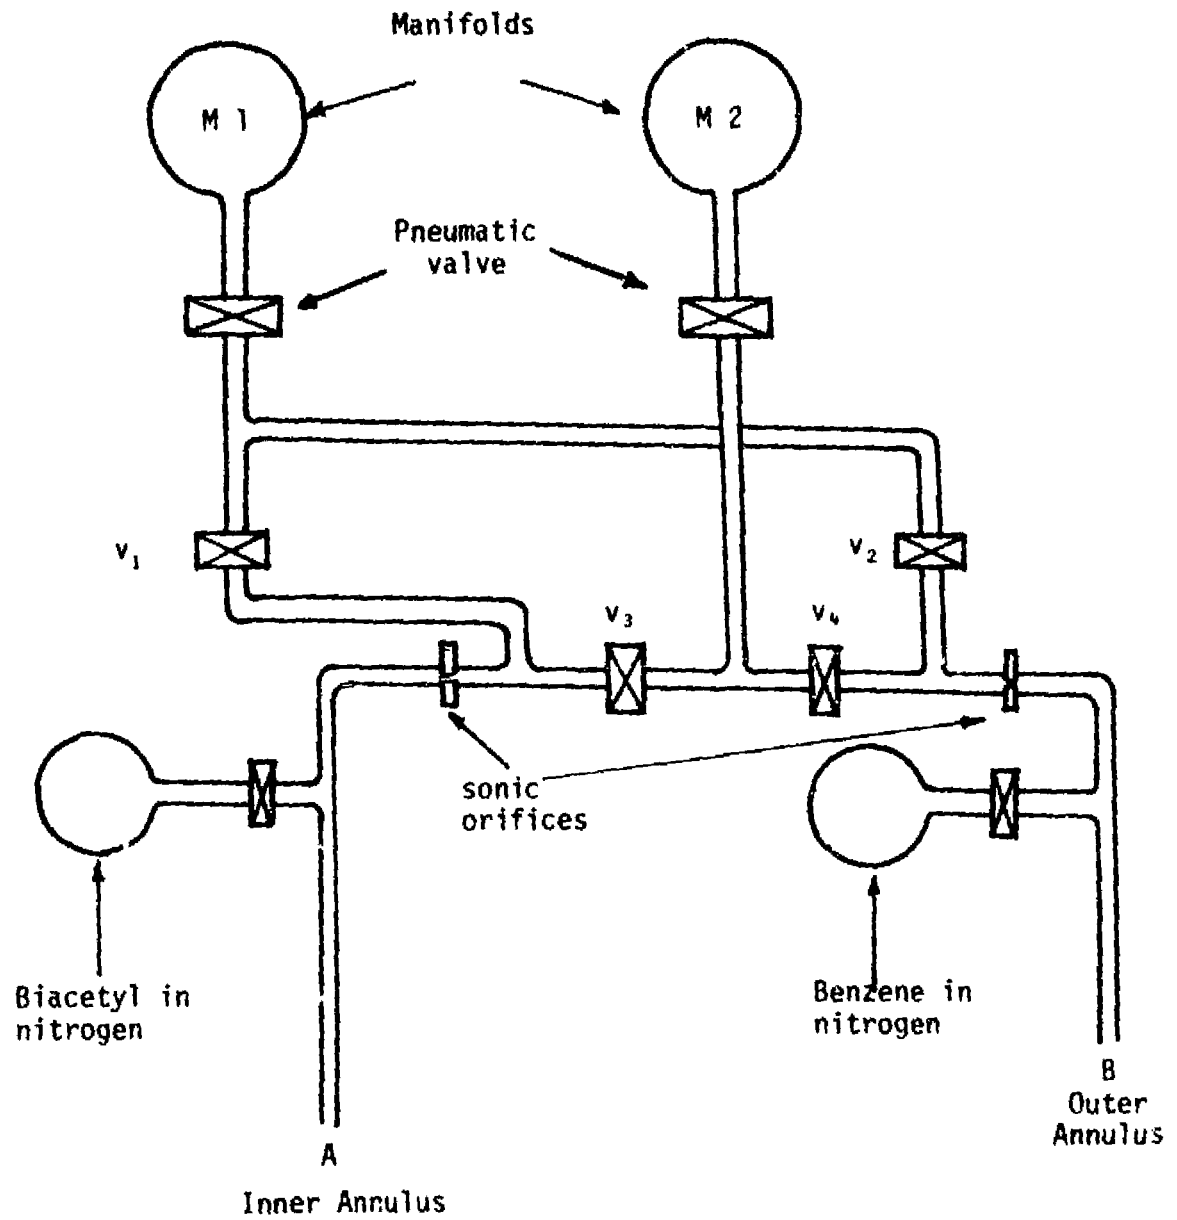 Manifolds
M 1
M 2
Pneumatic
valve
V₁
V₂
V₃
V₄
sonic
orifices
Biacetyl in
nitrogen
Benzene in
nitrogen
B
Outer
Annulus
A
Inner Annulus